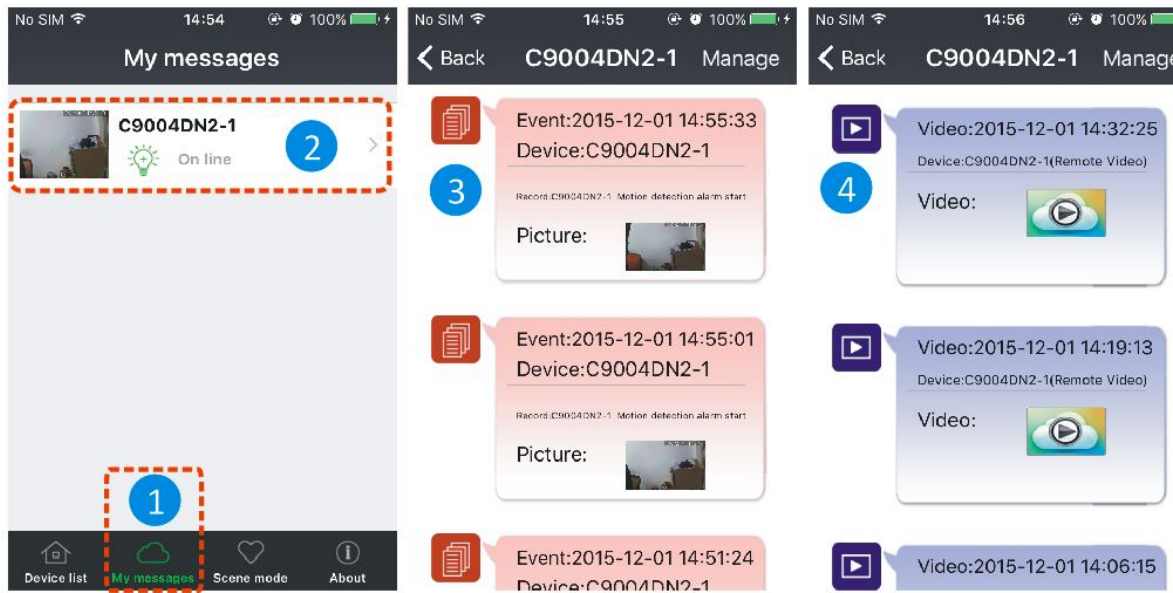 No SIM 14:54 100%
My messages
C9004DN2-1
On line
2
1
Device list My messages Scene mode About
No SIM 14:55 100%
Back C9004DN2-1 Manage
Event:2015-12-01 14:55:33
Device:C9004DN2-1
3
Record:C9004DN2-1 Motion detection alarm start
Picture:
Event:2015-12-01 14:55:01
Device:C9004DN2-1
Record:C9004DN2-1 Motion detection alarm start
Picture:
Event:2015-12-01 14:51:24
Device:C9004DN2-1
No SIM 14:56 100%
Back C9004DN2-1 Manage
Video:2015-12-01 14:32:25
Device:C9004DN2-1(Remote Video)
4
Video:
Video:2015-12-01 14:19:13
Device:C9004DN2-1(Remote Video)
Video:
Video:2015-12-01 14:06:15